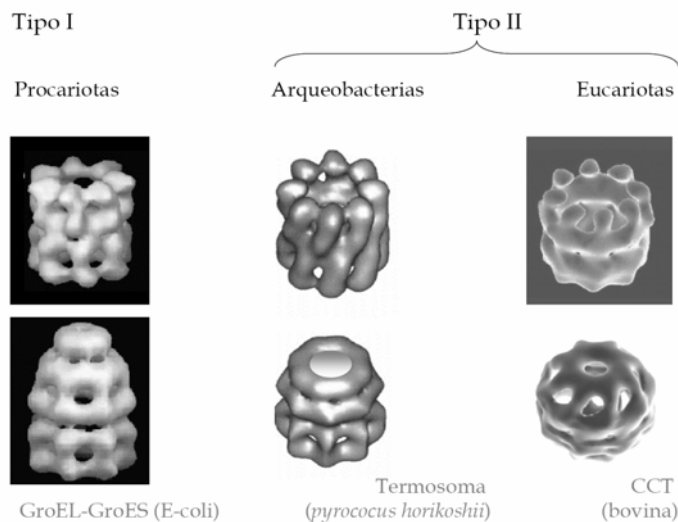 Tipo I
Tipo II
Procariotas
Arqueobacterias
Eucariotas
GroEL-GroES (E-coli)
Termosoma
(pyrococus horikoshii)
CCT
(bovina)